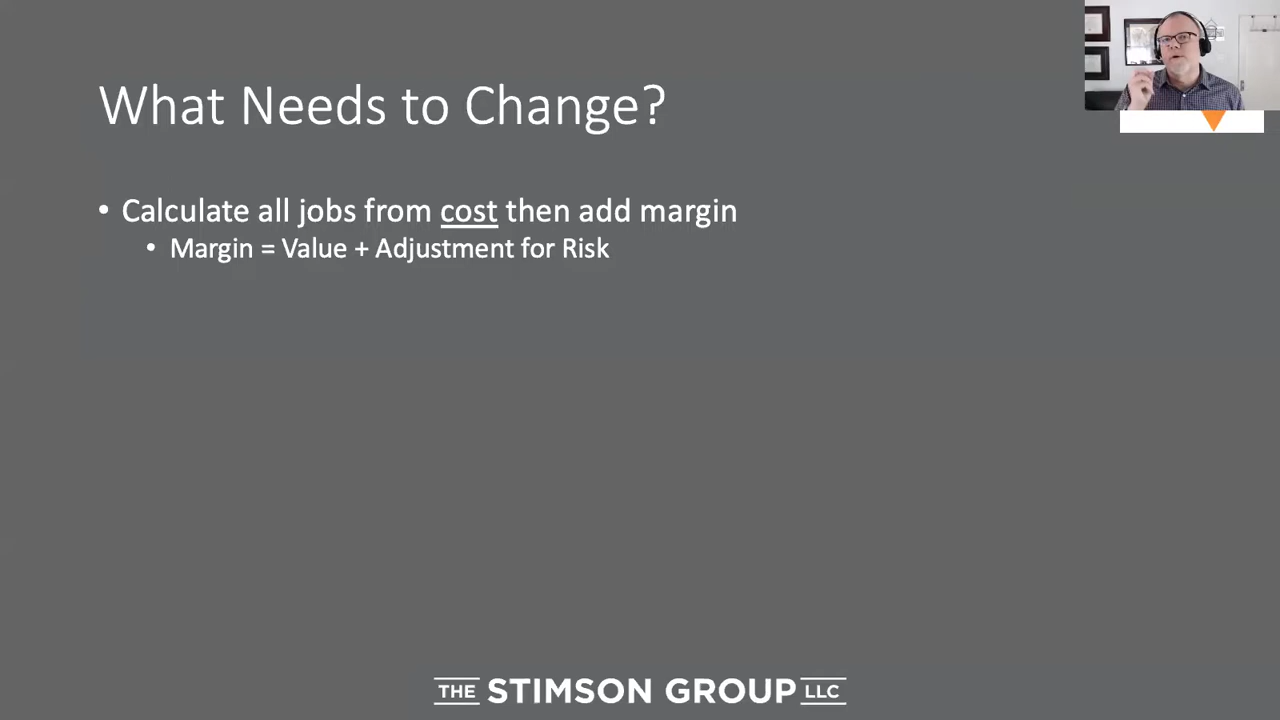 What Needs to Change?
• Calculate all jobs from cost then add margin
• Margin = Value + Adjustment for Risk
THE STIMSON GROUP LLC